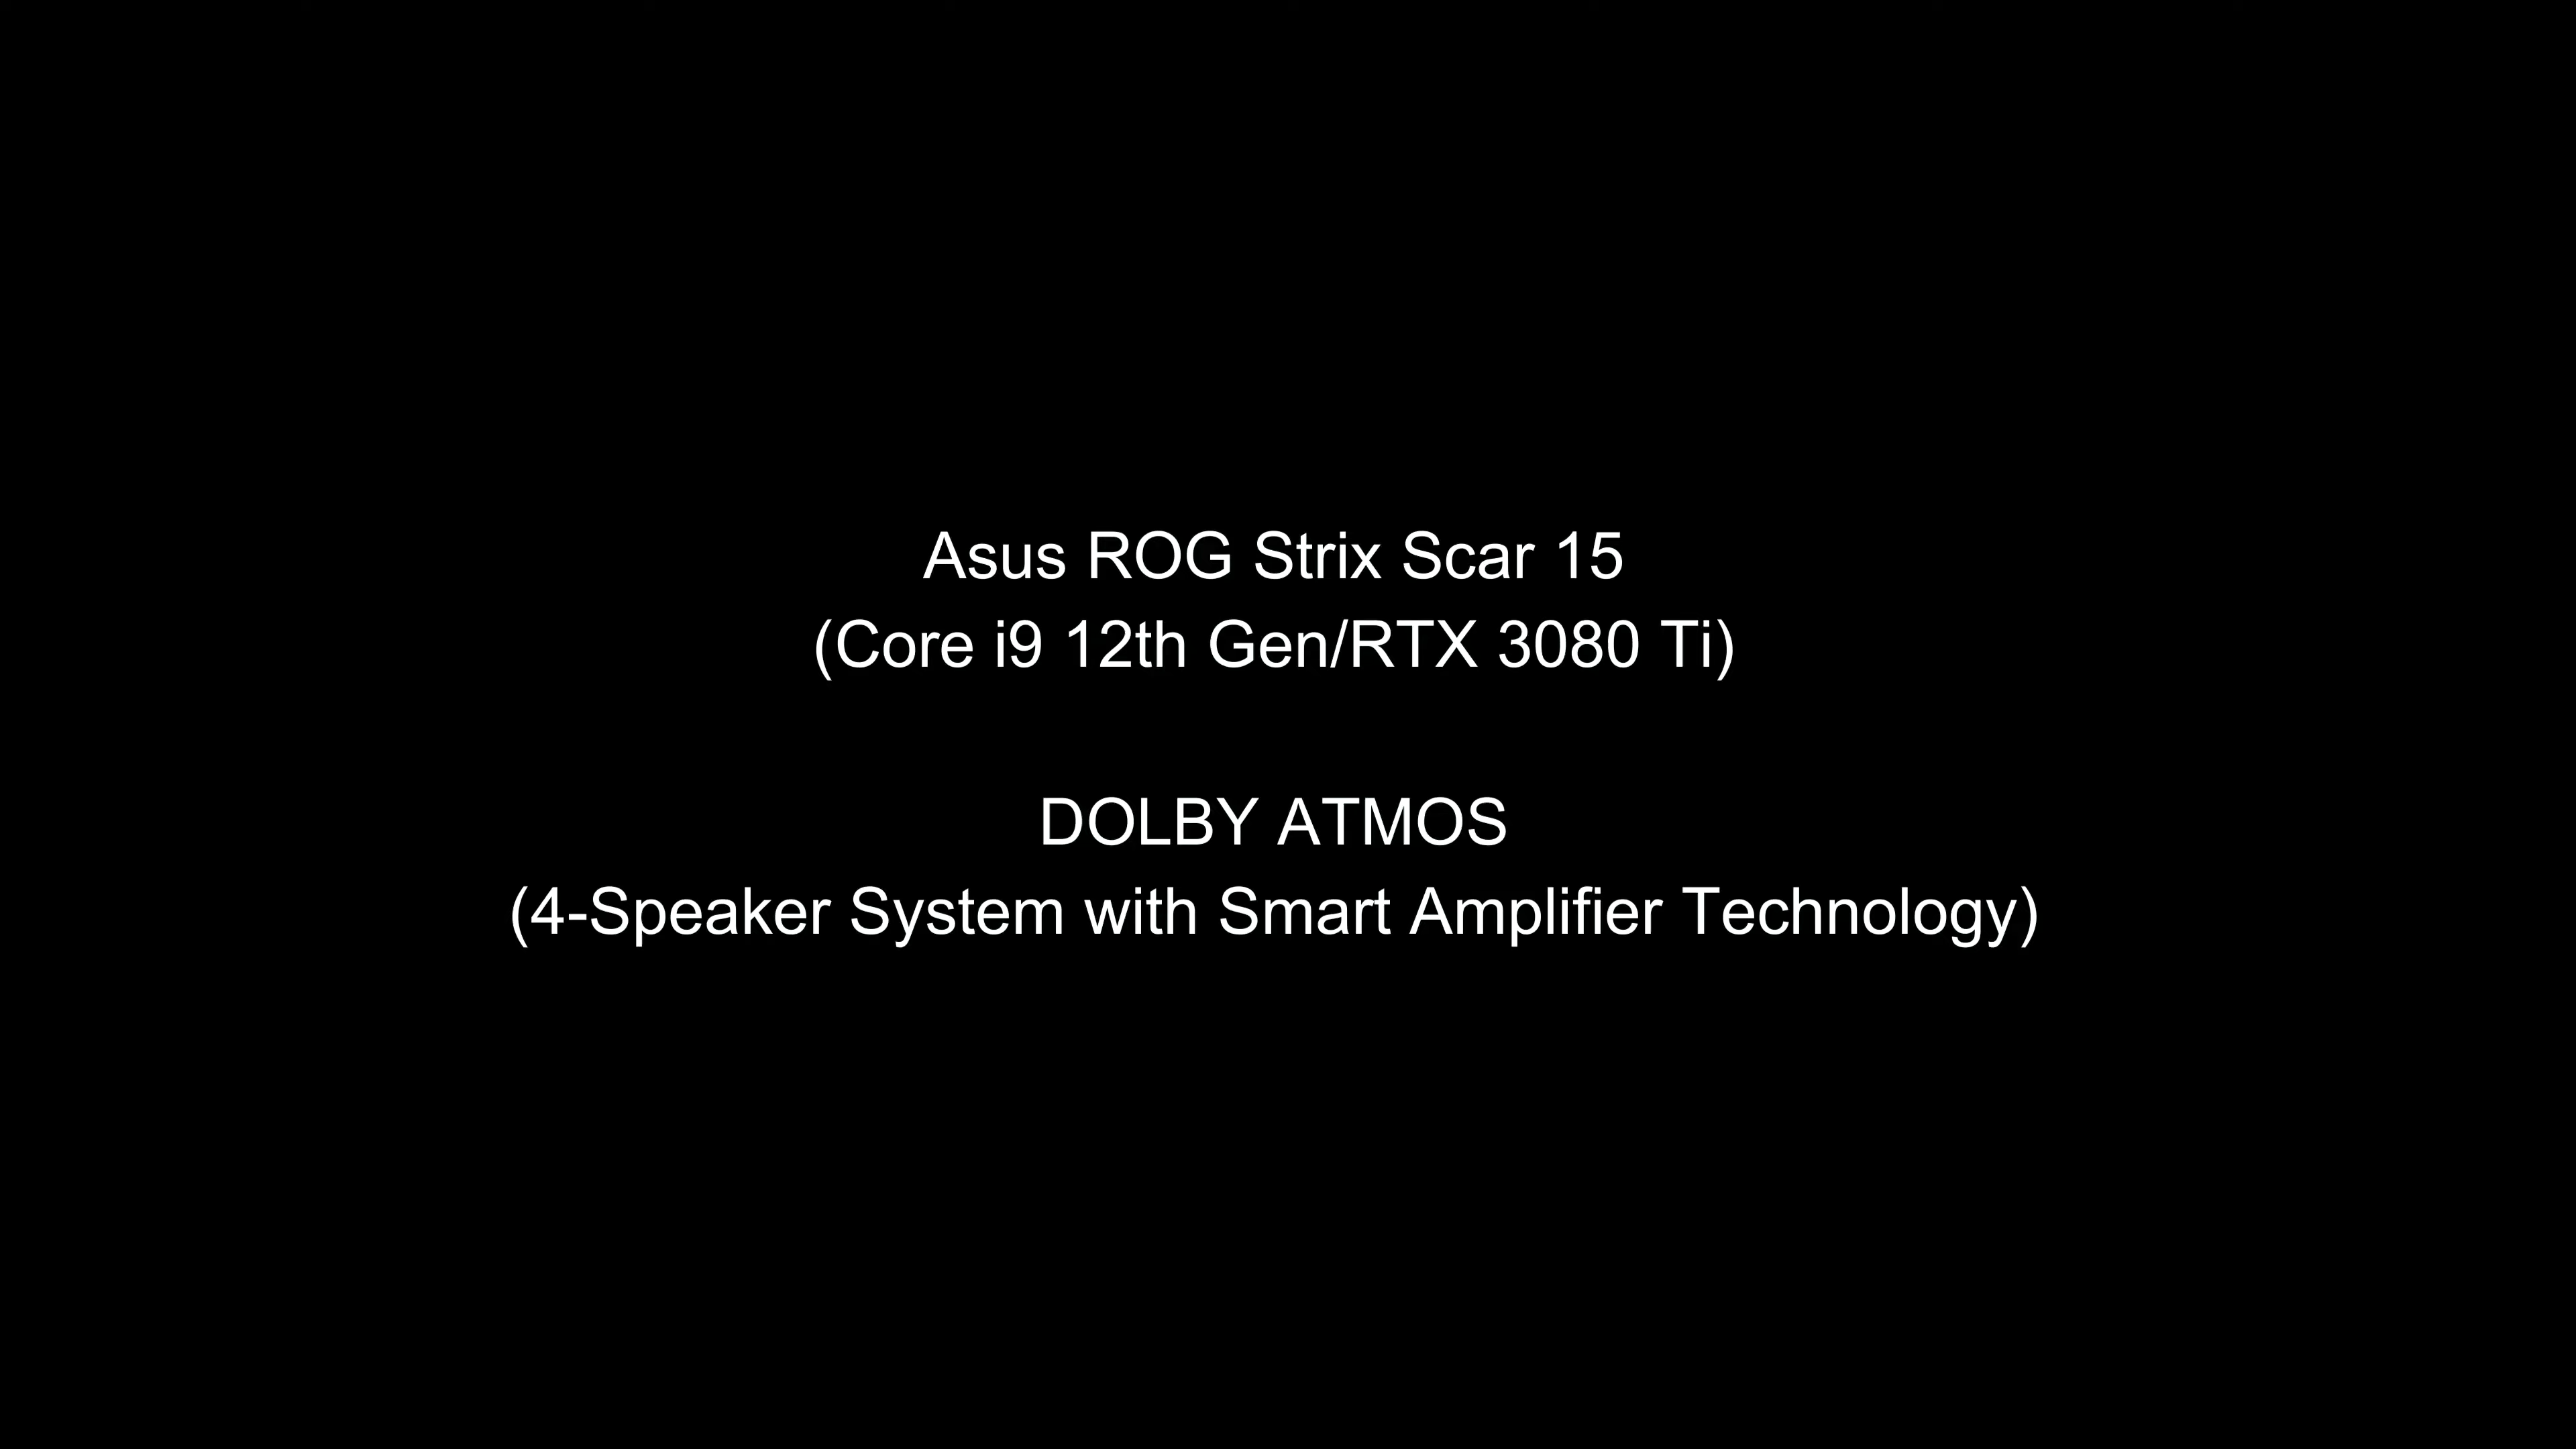 Asus ROG Strix Scar 15
(Core i9 12th Gen/RTX 3080 Ti)
DOLBY ATMOS
(4-Speaker System with Smart Amplifier Technology)